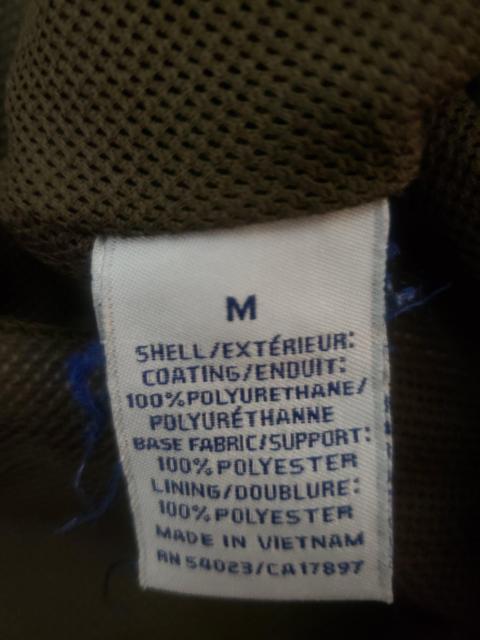 M
SHELL/EXTÉRIEUR:
COATING/ENDUIT:
100%POLYURETHANE/
POLYURÉTHANNE
BASE FABRIC/SUPPORT:
100% POLYESTER
LINING/DOUBLURE:
100%POLYESTER
MADE IN VIETNAM
RN 54023/CA17897